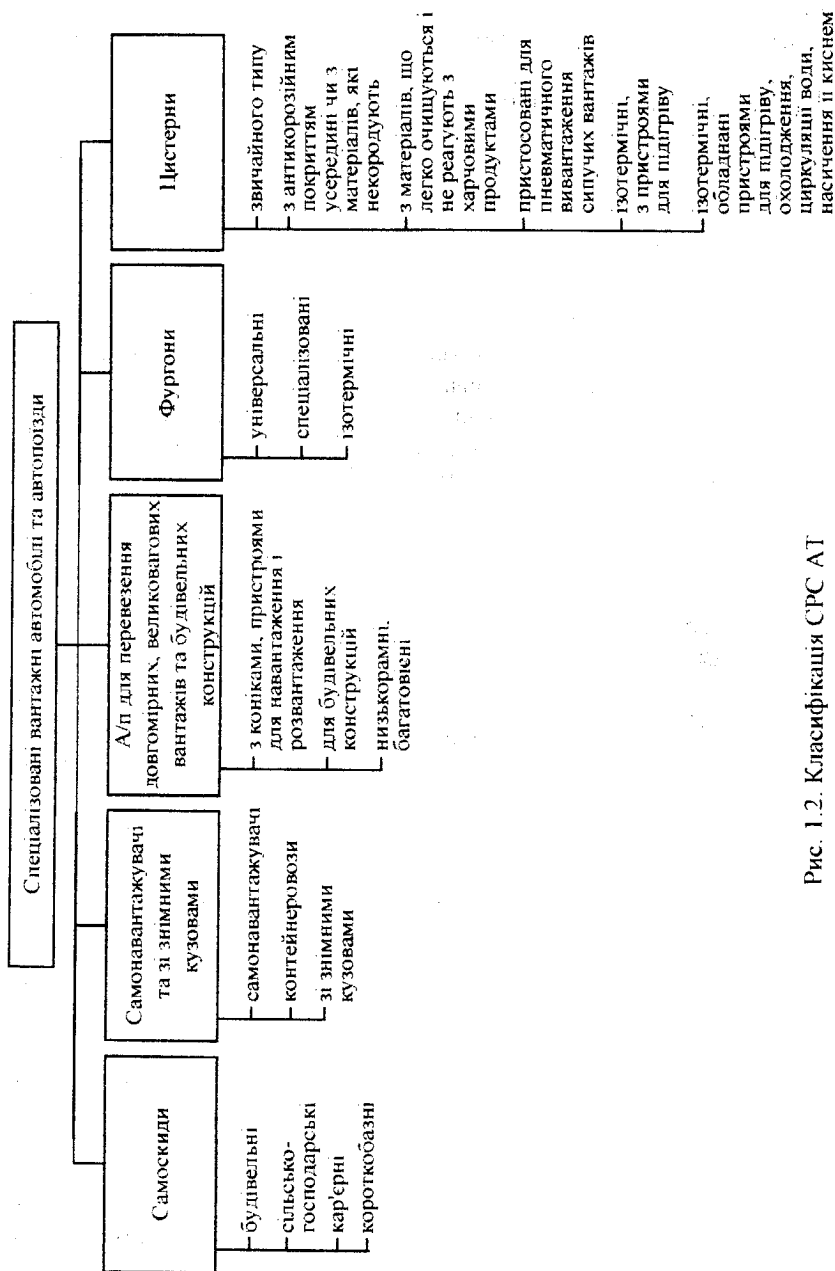 Спеціалізовані вантажні автомобілі та автопоїзди
Самоскиди
будівельні
сільсько-
господарські
кар'єрні
короткобазні
Самонавантажувачі
та зі знімними
кузовами
самонавантажувачі
контейнеровози
зі знімними
кузовами
А/п для перевезення
довгомірних, великовагових
вантажів та будівельних
конструкцій
з коніками, пристроями
для навантаження і
розвантаження
для будівельних
конструкцій
низькорамні,
багатовісні
Фургони
універсальні
спеціалізовані
ізотермічні
Цистерни
звичайного типу
з антикорозійним
покриттям
усередині чи з
матеріалів, які
некородують
з матеріалів, що
легко очищуються і
не реагують з
харчовими
продуктами
пристосовані для
пневматичного
вивантаження
сипучих вантажів
ізотермічні,
з пристроями
для підігріву
ізотермічні,
обладнані
пристроями
для підігріву,
охолодження,
циркуляції води,
насичення її киснем
Рис. 1.2. Класифікація СРС АТ